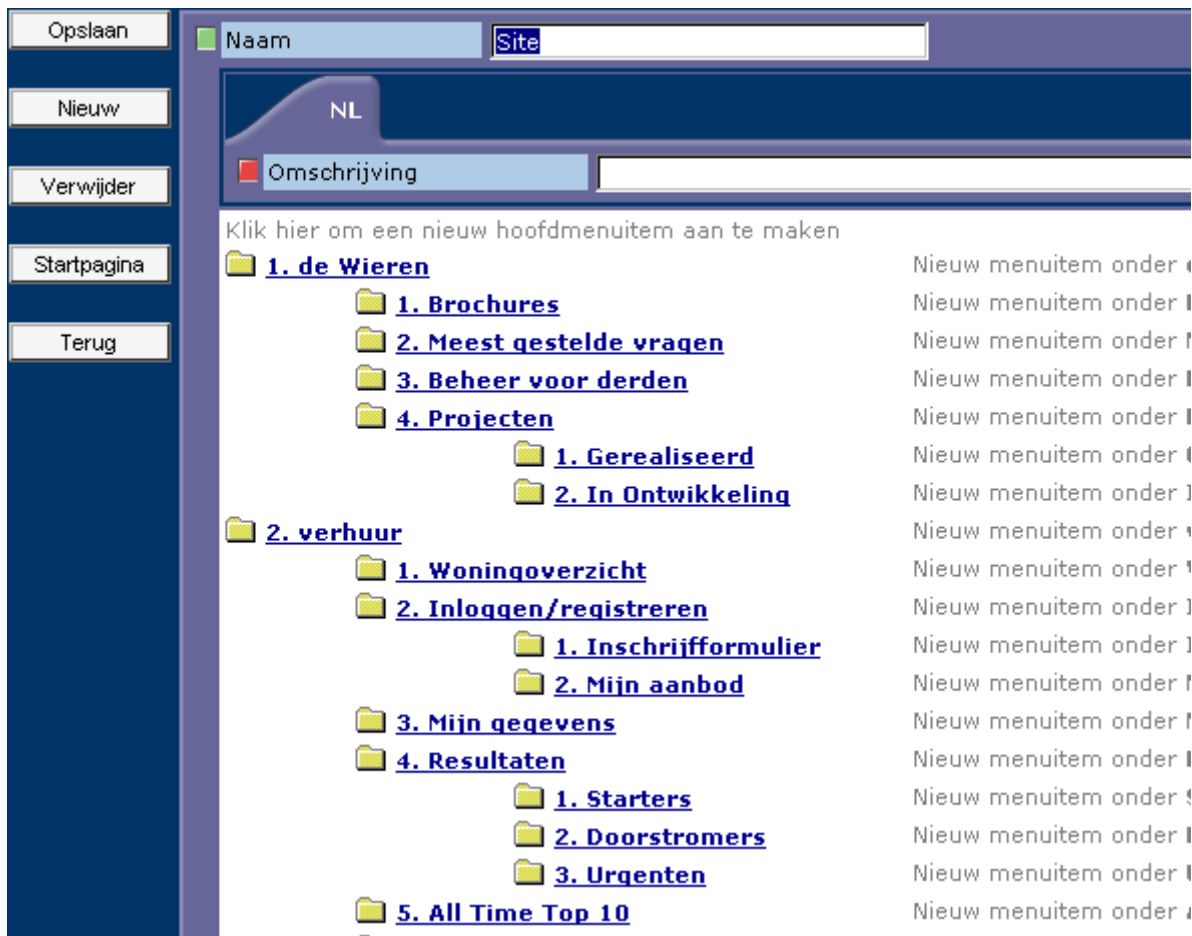 Opslaan
Nieuw
Verwijder
Startpagina
Terug
Naam Site
NL
Omschrijving
Klik hier om een nieuw hoofdmenuitem aan te maken
1. de Wieren Nieuw menuitem onder
1. Brochures Nieuw menuitem onder
2. Meest gestelde vragen Nieuw menuitem onder
3. Beheer voor derden Nieuw menuitem onder
4. Projecten Nieuw menuitem onder
1. Gerealiseerd Nieuw menuitem onder
2. In Ontwikkeling Nieuw menuitem onder
2. verhuur Nieuw menuitem onder
1. Woningoverzicht Nieuw menuitem onder
2. Inloggen/registreren Nieuw menuitem onder
1. Inschrijfformulier Nieuw menuitem onder
2. Mijn aanbod Nieuw menuitem onder
3. Mijn gegevens Nieuw menuitem onder
4. Resultaten Nieuw menuitem onder
1. Starters Nieuw menuitem onder
2. Doorstromers Nieuw menuitem onder
3. Urgenten Nieuw menuitem onder
5. All Time Top 10 Nieuw menuitem onder